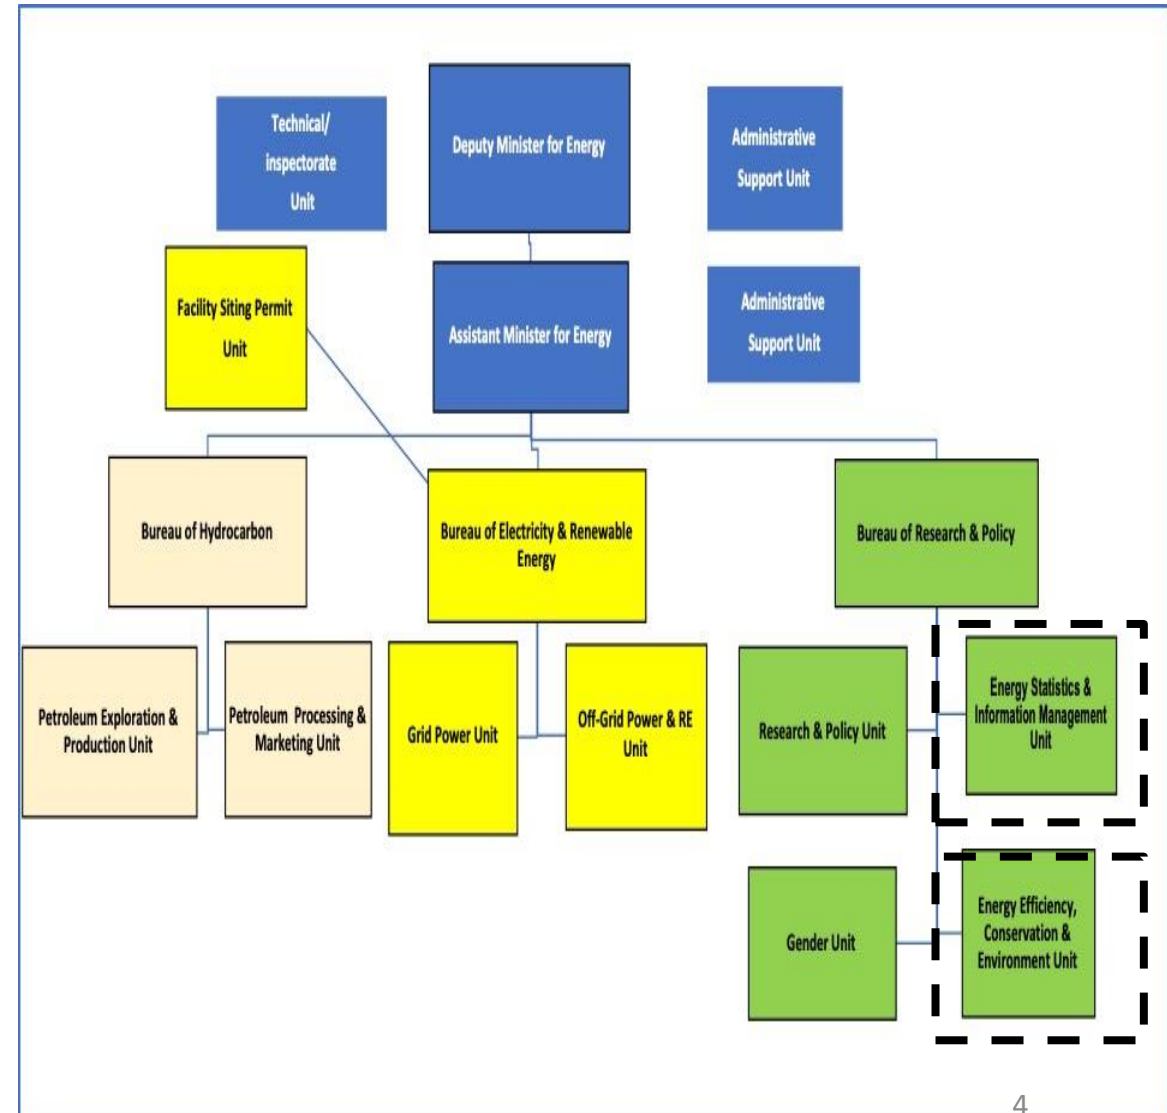 Technical/
inspectorate
Unit
Deputy Minister for Energy
Administrative
Support Unit
Facility Siting Permit
Unit
Assistant Minister for Energy
Administrative
Support Unit
Bureau of Hydrocarbon
Bureau of Electricity & Renewable
Energy
Bureau of Research & Policy
Petroleum Exploration &
Production Unit
Petroleum Processing &
Marketing Unit
Grid Power Unit
Off-Grid Power & RE
Unit
Research & Policy Unit
Energy Statistics &
Information Management
Unit
Gender Unit
Energy Efficiency,
Conservation &
Environment Unit
4